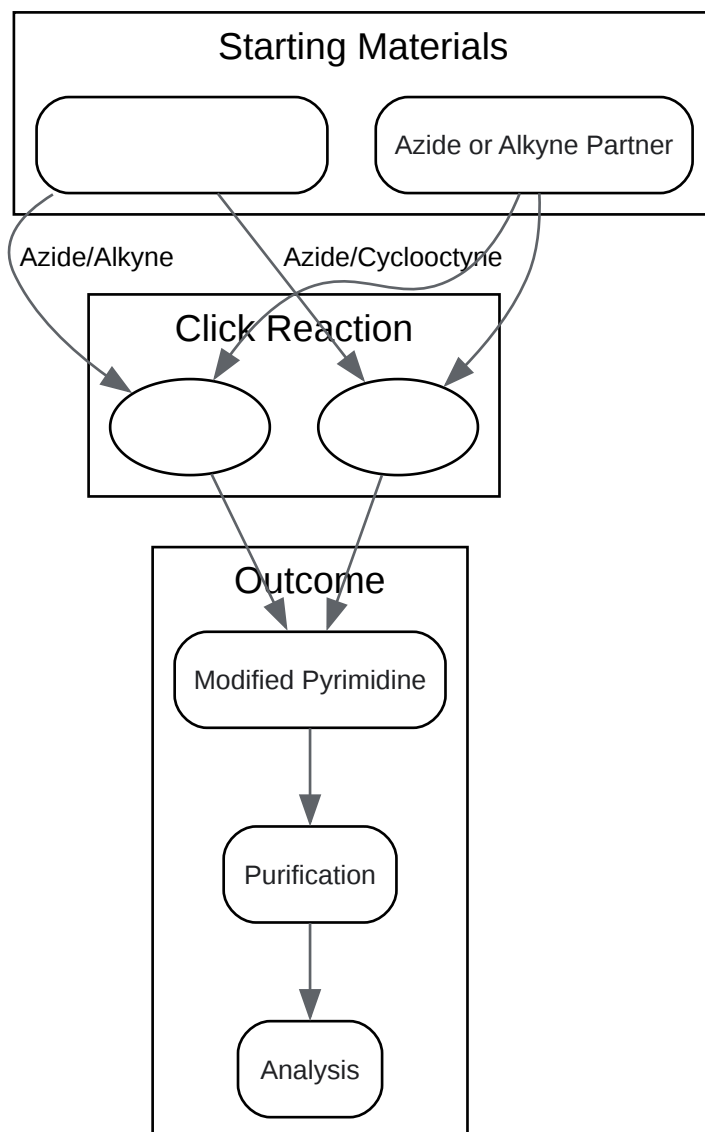 Starting Materials
Azide or Alkyne Partner
Azide/Alkyne
Azide/Cyclooctyne
Click Reaction
Outcome
Modified Pyrimidine
Purification
Analysis